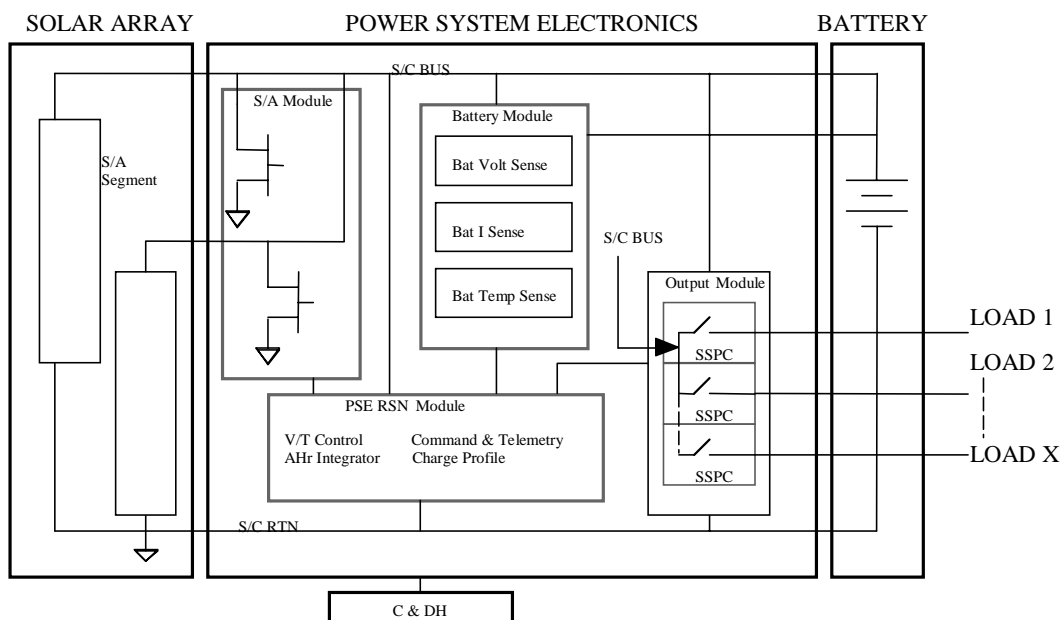 SOLAR ARRAY
POWER SYSTEM ELECTRONICS
BATTERY
S/C BUS
S/A Module
Battery Module
Bat Volt Sense
S/A
Segment
Bat I Sense
S/C BUS
Bat Temp Sense
Output Module
LOAD 1
SSPC
LOAD 2
PSE RSN Module
SSPC
V/T Control
Command & Telemetry
AHr Integrator
Charge Profile
LOAD X
SSPC
S/C RTN
C & DH